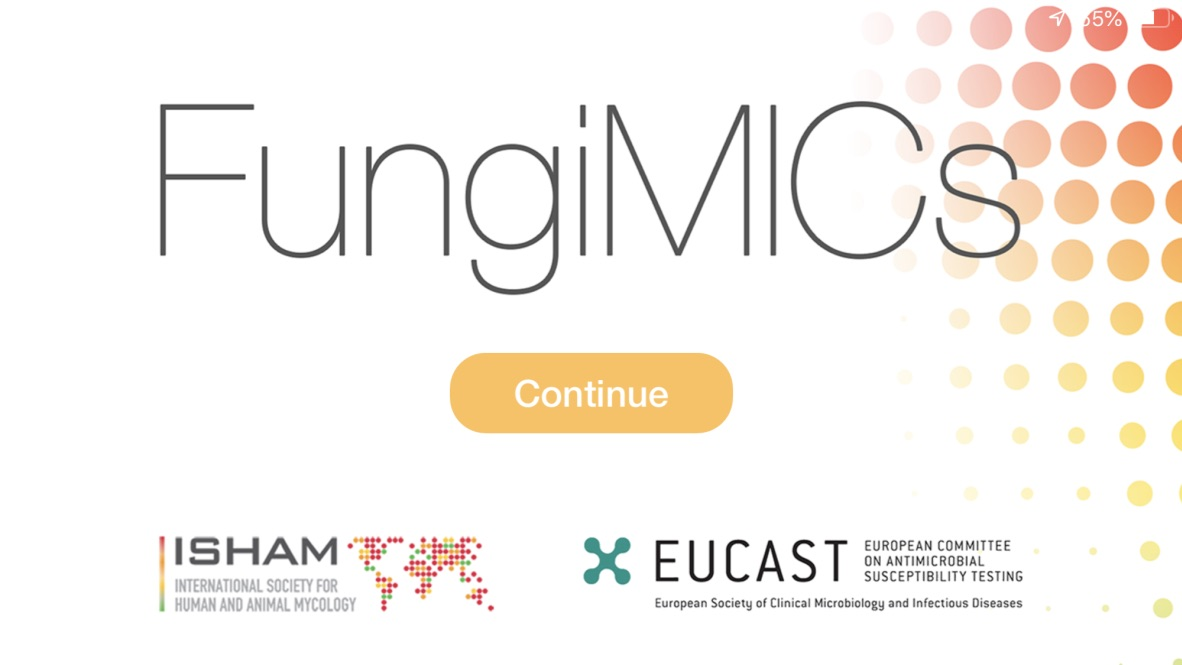 FungiMICs
Continue
ISHAM
INTERNATIONAL SOCIETY FOR
HUMAN AND ANIMAL MYCOLOGY
EUCAST
EUROPEAN COMMITTEE
ON ANTIMICROBIAL
SUSCEPTIBILITY TESTING
European Society of Clinical Microbiology and Infectious Diseases